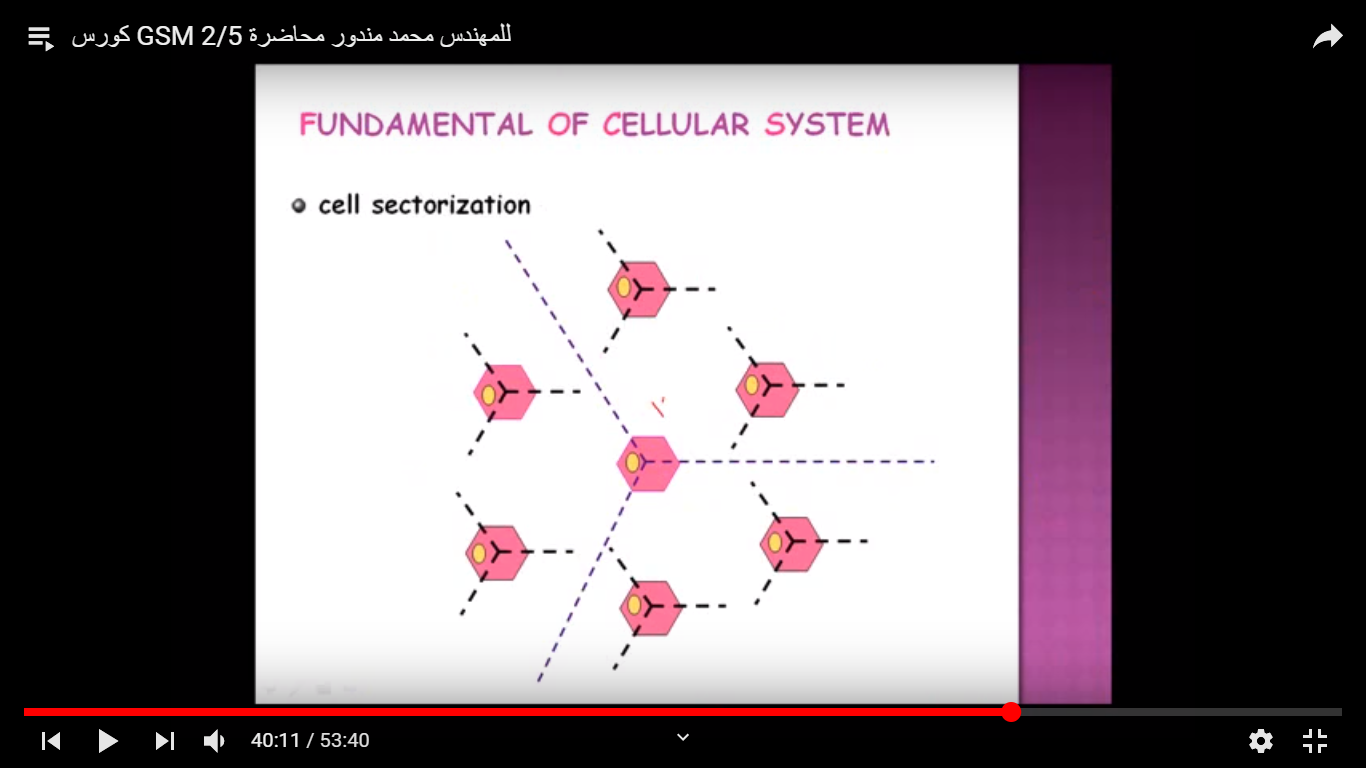 كورس GSM 2/5 للمهندس محمد مندور محاضرة
FUNDAMENTAL OF CELLULAR SYSTEM
cell sectorization
40:11 / 53:40